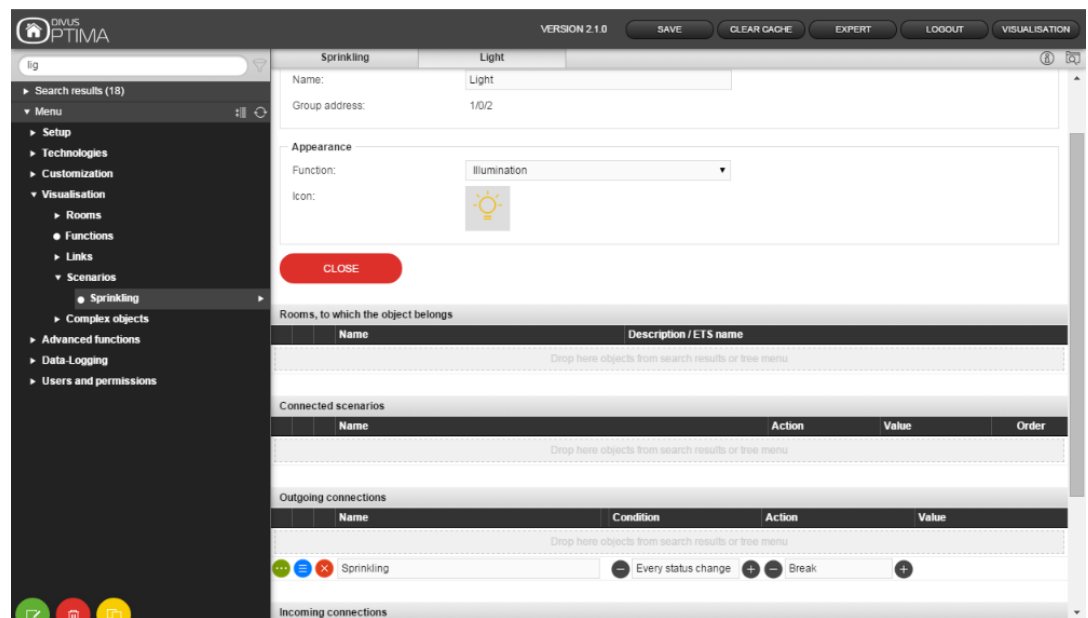 DIVUS
OPTIMA
VERSION 2.1.0 SAVE CLEAR CACHE EXPERT LOGOUT VISUALISATION
lig
Search results (18)
Menu
Setup
Technologies
Customization
Visualisation
Rooms
Functions
Links
Scenarios
Sprinkling
Complex objects
Advanced functions
Data-Logging
Users and permissions
Sprinkling Light
Name: Light
Group address: 1/0/2
Appearance
Function: Illumination
Icon:
CLOSE
Rooms, to which the object belongs
Name Description / ETS name
Drop here objects from search results or tree menu
Connected scenarios
Name Action Value Order
Drop here objects from search results or tree menu
Outgoing connections
Name Condition Action Value
Drop here objects from search results or tree menu
Sprinkling Every status change Break
Incoming connections